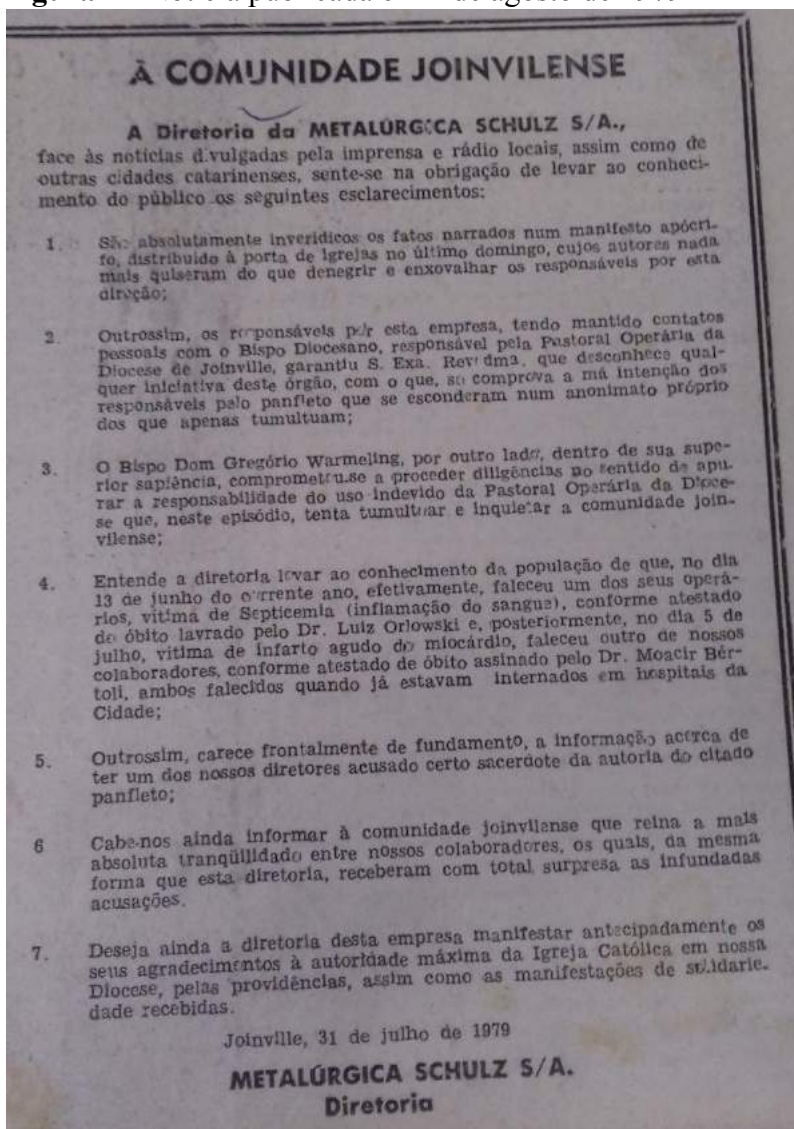 À COMUNIDADE JOINVILENSE
A Diretoria da METALÚRGICA SCHULZ S/A.,
face às notícias divulgadas pela imprensa e rádio locais, assim como de
outras cidades catarinenses, sente-se na obrigação de levar ao conheci-
mento do público os seguintes esclarecimentos:
1. São absolutamente inverídicos os fatos narrados num manifesto apócri-
fo, distribuído à porta de Igrejas no último domingo, cujos autores nada
mais quiseram do que denegrir e enxovalhar os responsáveis por esta
direção;
2. Outrossim, os responsáveis por esta empresa, tendo mantido contatos
pessoais com o Bispo Diocesano, responsável pela Pastoral Operária da
Diocese de Joinville, garantiu S. Exa. Revdma. que desconhece qual-
quer iniciativa deste órgão, com o que, se comprova a má intenção dos
responsáveis pelo panfleto que se esconderam num anonimato próprio
dos que apenas tumultuam;
3. O Bispo Dom Gregório Warmeling, por outro lado, dentro de sua supe-
rior sapiência, comprometeu.se a proceder diligências no sentido de apu-
rar a responsabilidade do uso indevido da Pastoral Operária da Dioce-
se que, neste episódio, tenta tumultuar e inquietar a comunidade join-
vilense;
4. Entende a diretoria levar ao conhecimento da população de que, no dia
13 de junho do corrente ano, efetivamente, faleceu um dos seus operá-
rios, vítima de Septicemia (inflamação do sangue), conforme atestado
de óbito lavrado pelo Dr. Luiz Orlowski e, posteriormente, no dia 5 de
julho, vítima de infarto agudo do miocárdio, faleceu outro de nossos
colaboradores, conforme atestado de óbito assinado pelo Dr. Moacir Bér-
toli, ambos falecidos quando já estavam internados em hospitais da
Cidade;
5. Outrossim, carece frontalmente de fundamento, a informação acerca de
ter um dos nossos diretores acusado certo sacerdote da autoria do citado
panfleto;
6 Cabe-nos ainda informar à comunidade joinvilense que reina a mais
absoluta tranqüilidade entre nossos colaboradores, os quais, da mesma
forma que esta diretoria, receberam com total surpresa as infundadas
acusações.
7. Deseja ainda a diretoria desta empresa manifestar antecipadamente os
seus agradecimentos à autoridade máxima da Igreja Católica em nossa
Diocese, pelas providências, assim como as manifestações de solidarie-
dade recebidas.
Joinville, 31 de julho de 1979
METALÚRGICA SCHULZ S/A.
Diretoria